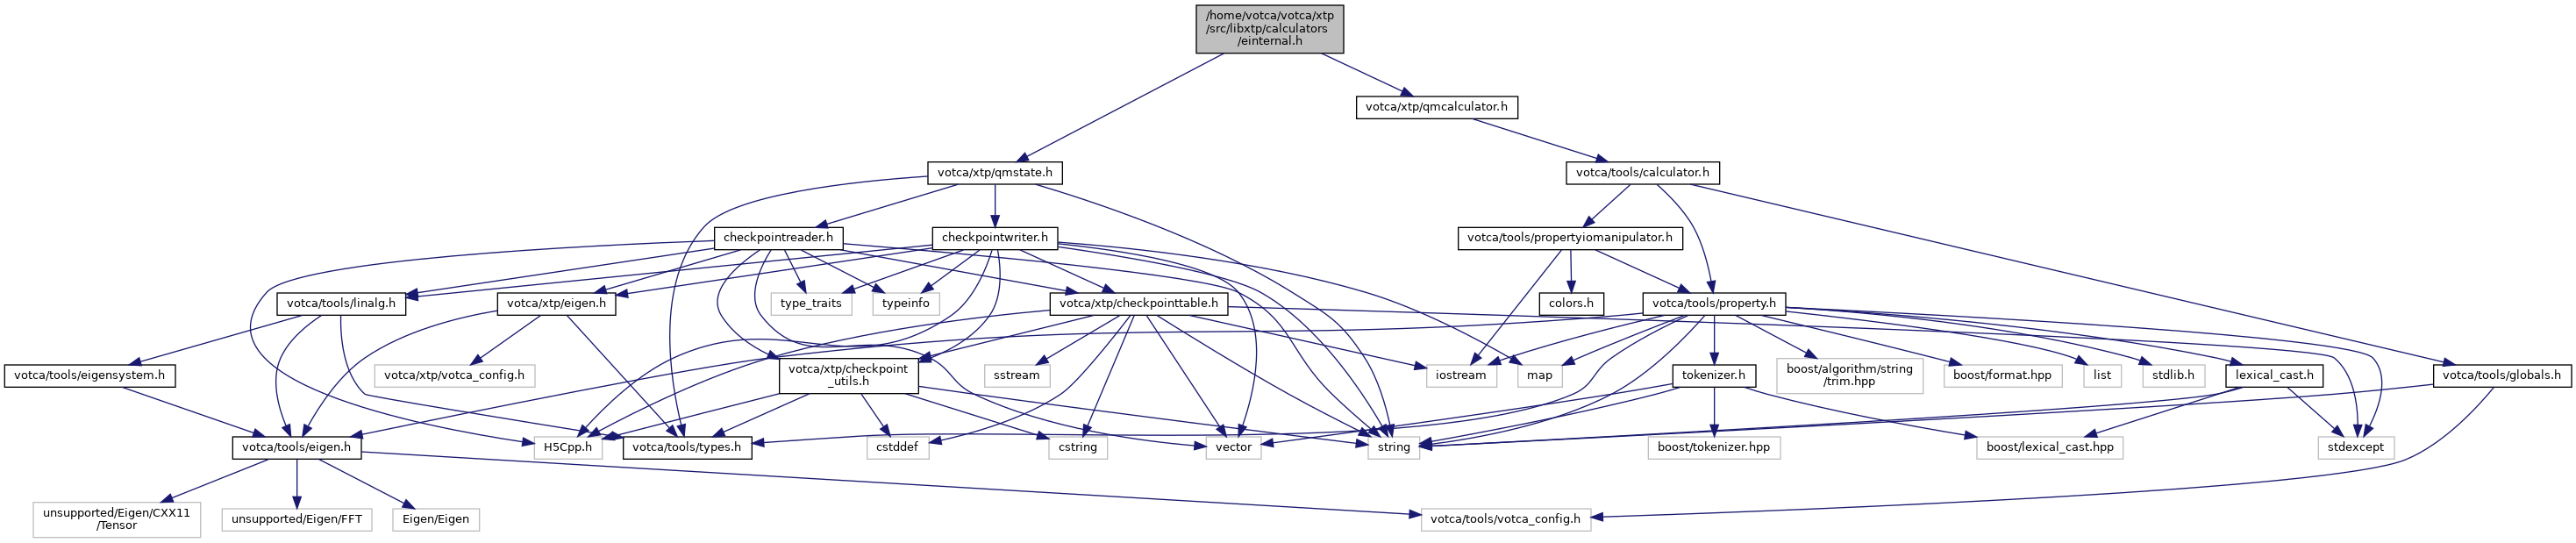 /home/votca/votca/xtp
/src/libxtp/calculators
/einternal.h
votca/xtp/qmcalculator.h
votca/xtp/qmstate.h
votca/tools/calculator.h
checkpointreader.h
checkpointwriter.h
votca/tools/propertyiomanipulator.h
votca/tools/linalg.h
votca/xtp/eigen.h
type_traits
typeinfo
votca/xtp/checkpointtable.h
colors.h
votca/tools/property.h
votca/tools/eigensystem.h
votca/xtp/votca_config.h
votca/xtp/checkpoint
_utils.h
sstream
iostream
map
tokenizer.h
boost/algorithm/string
/trim.hpp
boost/format.hpp
list
stdlib.h
lexical_cast.h
votca/tools/globals.h
votca/tools/eigen.h
H5Cpp.h
votca/tools/types.h
cstddef
cstring
vector
string
boost/tokenizer.hpp
boost/lexical_cast.hpp
stdexcept
unsupported/Eigen/CXX11
/Tensor
unsupported/Eigen/FFT
Eigen/Eigen
votca/tools/votca_config.h